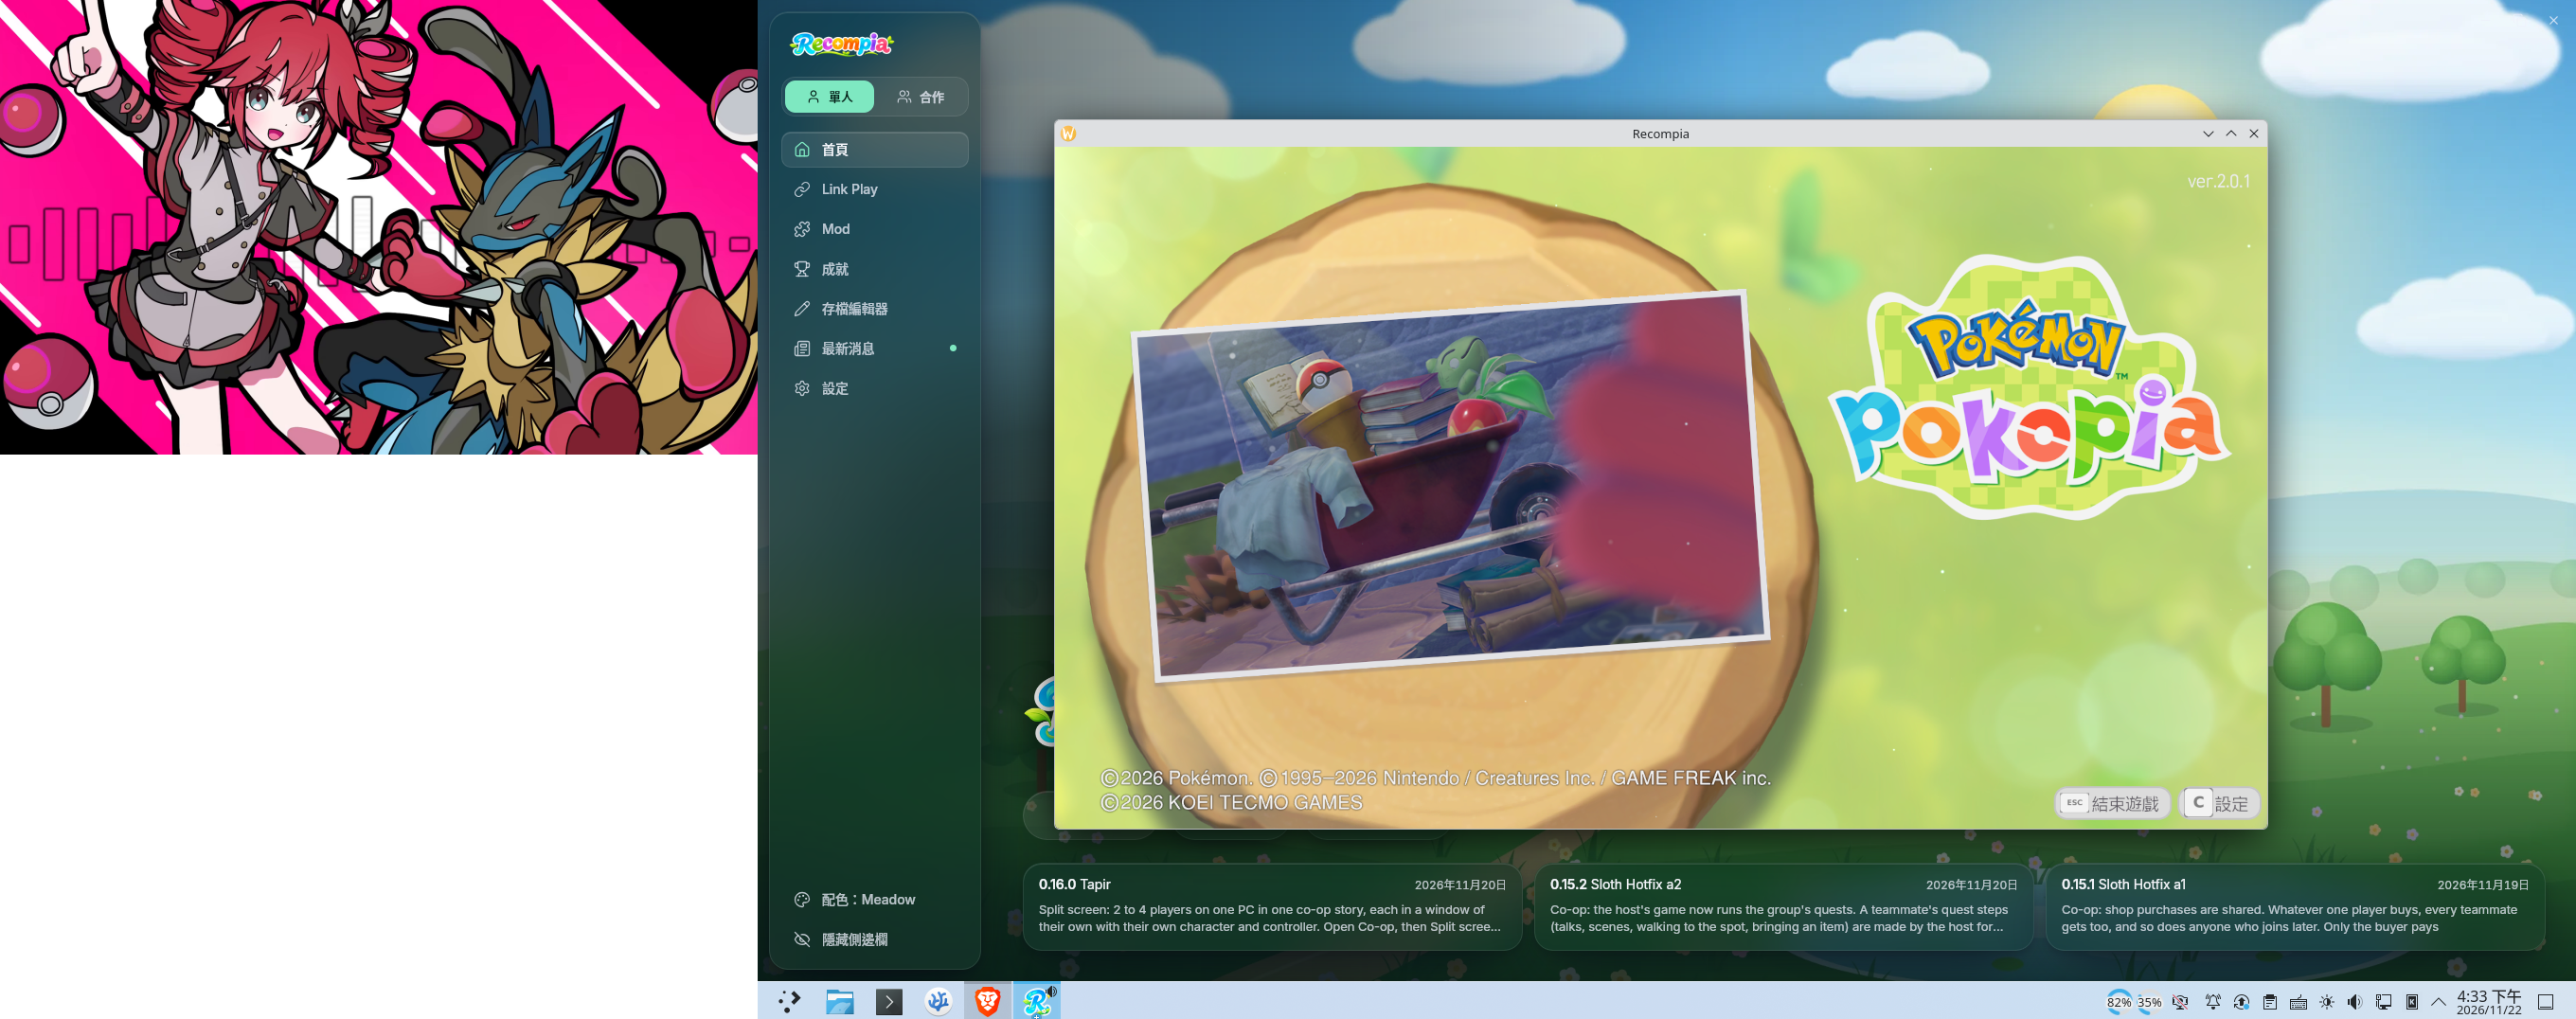 Recompia
單人
合作
首頁
Link Play
Mod
成就
存檔編輯器
最新消息
設定
配色：Meadow
隱藏側邊欄
Recompia
ver.2.0.1
POKÉMON
TM
Pokopia
©2026 Pokémon. ©1995–2026 Nintendo / Creatures Inc. / GAME FREAK inc.
©2026 KOEI TECMO GAMES
ESC 結束遊戲
C 設定
0.16.0 Tapir
2026年11月20日
Split screen: 2 to 4 players on one PC in one co-op story, each in a window of
their own with their own character and controller. Open Co-op, then Split scree...
0.15.2 Sloth Hotfix a2
2026年11月20日
Co-op: the host's game now runs the group's quests. A teammate's quest steps
(talks, scenes, walking to the spot, bringing an item) are made by the host for...
0.15.1 Sloth Hotfix a1
2026年11月19日
Co-op: shop purchases are shared. Whatever one player buys, every teammate
gets too, and so does anyone who joins later. Only the buyer pays
82%
35%
4:33 下午
2026/11/22